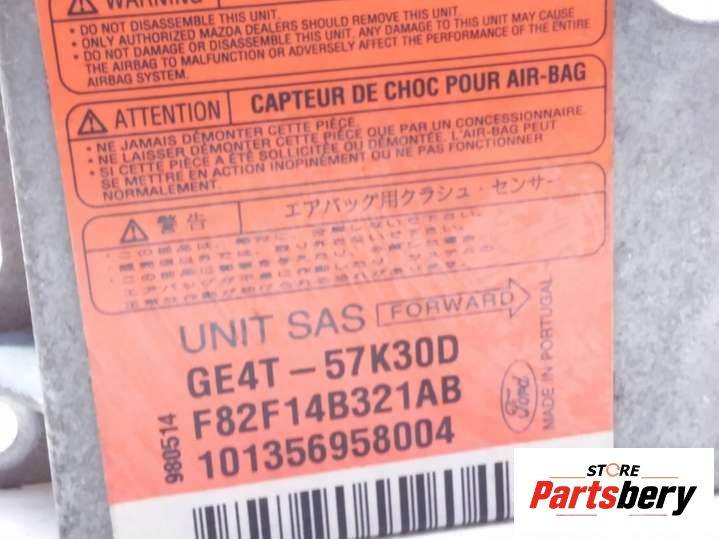 WARNING
• DO NOT DISASSEMBLE THIS UNIT.
• ONLY AUTHORIZED MAZDA DEALERS SHOULD REMOVE THIS UNIT.
• DO NOT DAMAGE OR DISASSEMBLE THIS UNIT. ANY DAMAGE TO THIS UNIT MAY CAUSE
THE AIRBAG TO MALFUNCTION OR ADVERSELY AFFECT THE PERFORMANCE OF THE ENTIRE
AIRBAG SYSTEM.
ATTENTION
CAPTEUR DE CHOC POUR AIR-BAG
• NE JAMAIS DÉMONTER CETTE PIÈCE.
• NE LAISSER DÉMONTER CETTE PIÈCE QUE PAR UN CONCESSIONNAIRE.
• SI CETTE PIÈCE A ÉTÉ SOLLICITÉE OU DÉMONTÉE, L'AIR-BAG PEUT
SE METTRE EN ACTION INOPINÉMENT OU NE PAS FONCTIONNER
NORMALEMENT.
警告
エアバッグ用クラッシュ・センサー
UNIT SAS FORWARD
GE4T-57K30D
F82F14B321AB
101356958004
980514
Ford
MADE IN PORTUGAL
STORE
Partsbery